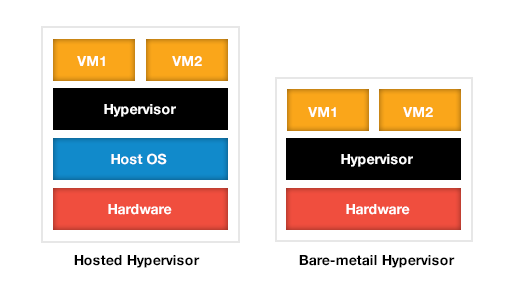 VM1 VM2
Hypervisor
Host OS
Hardware
Hosted Hypervisor
VM1 VM2
Hypervisor
Hardware
Bare-metail Hypervisor